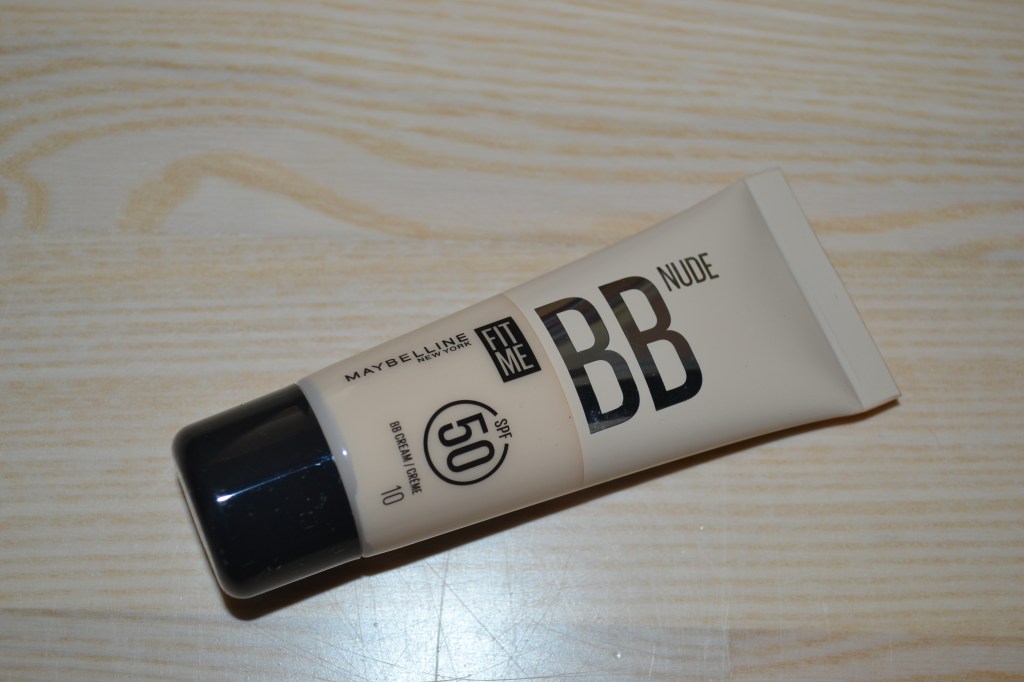 BB NUDE
FIT
ME
MAYBELLINE
NEW YORK
SPF
50
BB CREAM / CRÈME
10